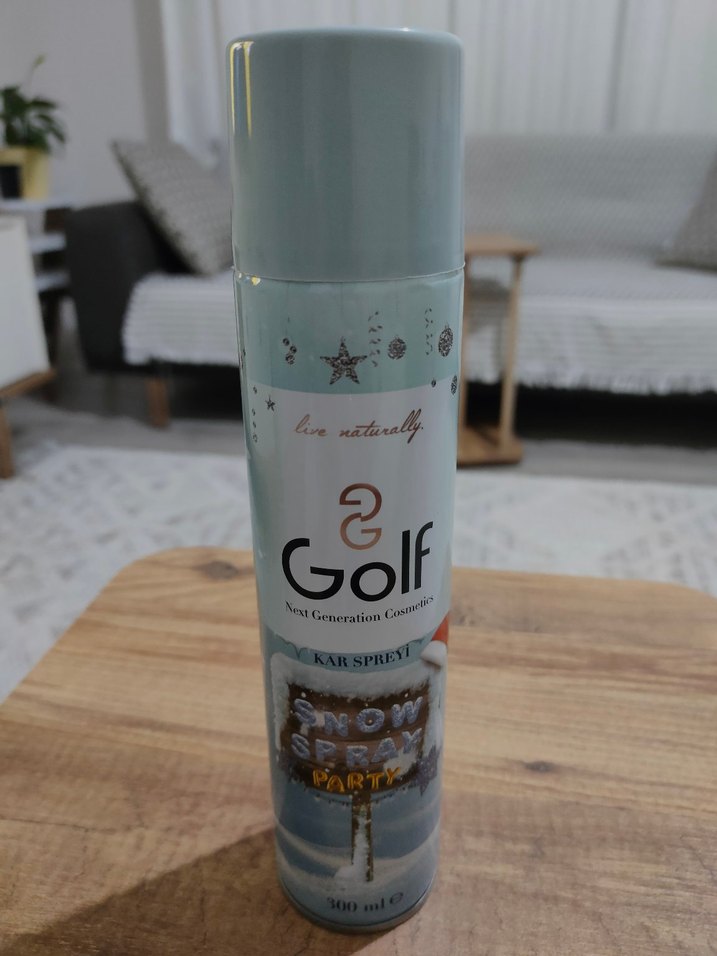 live naturally.
Golf
Next Generation Cosmetics
KAR SPREYİ
SNOW
SPRAY
PARTY
300 ml ℮